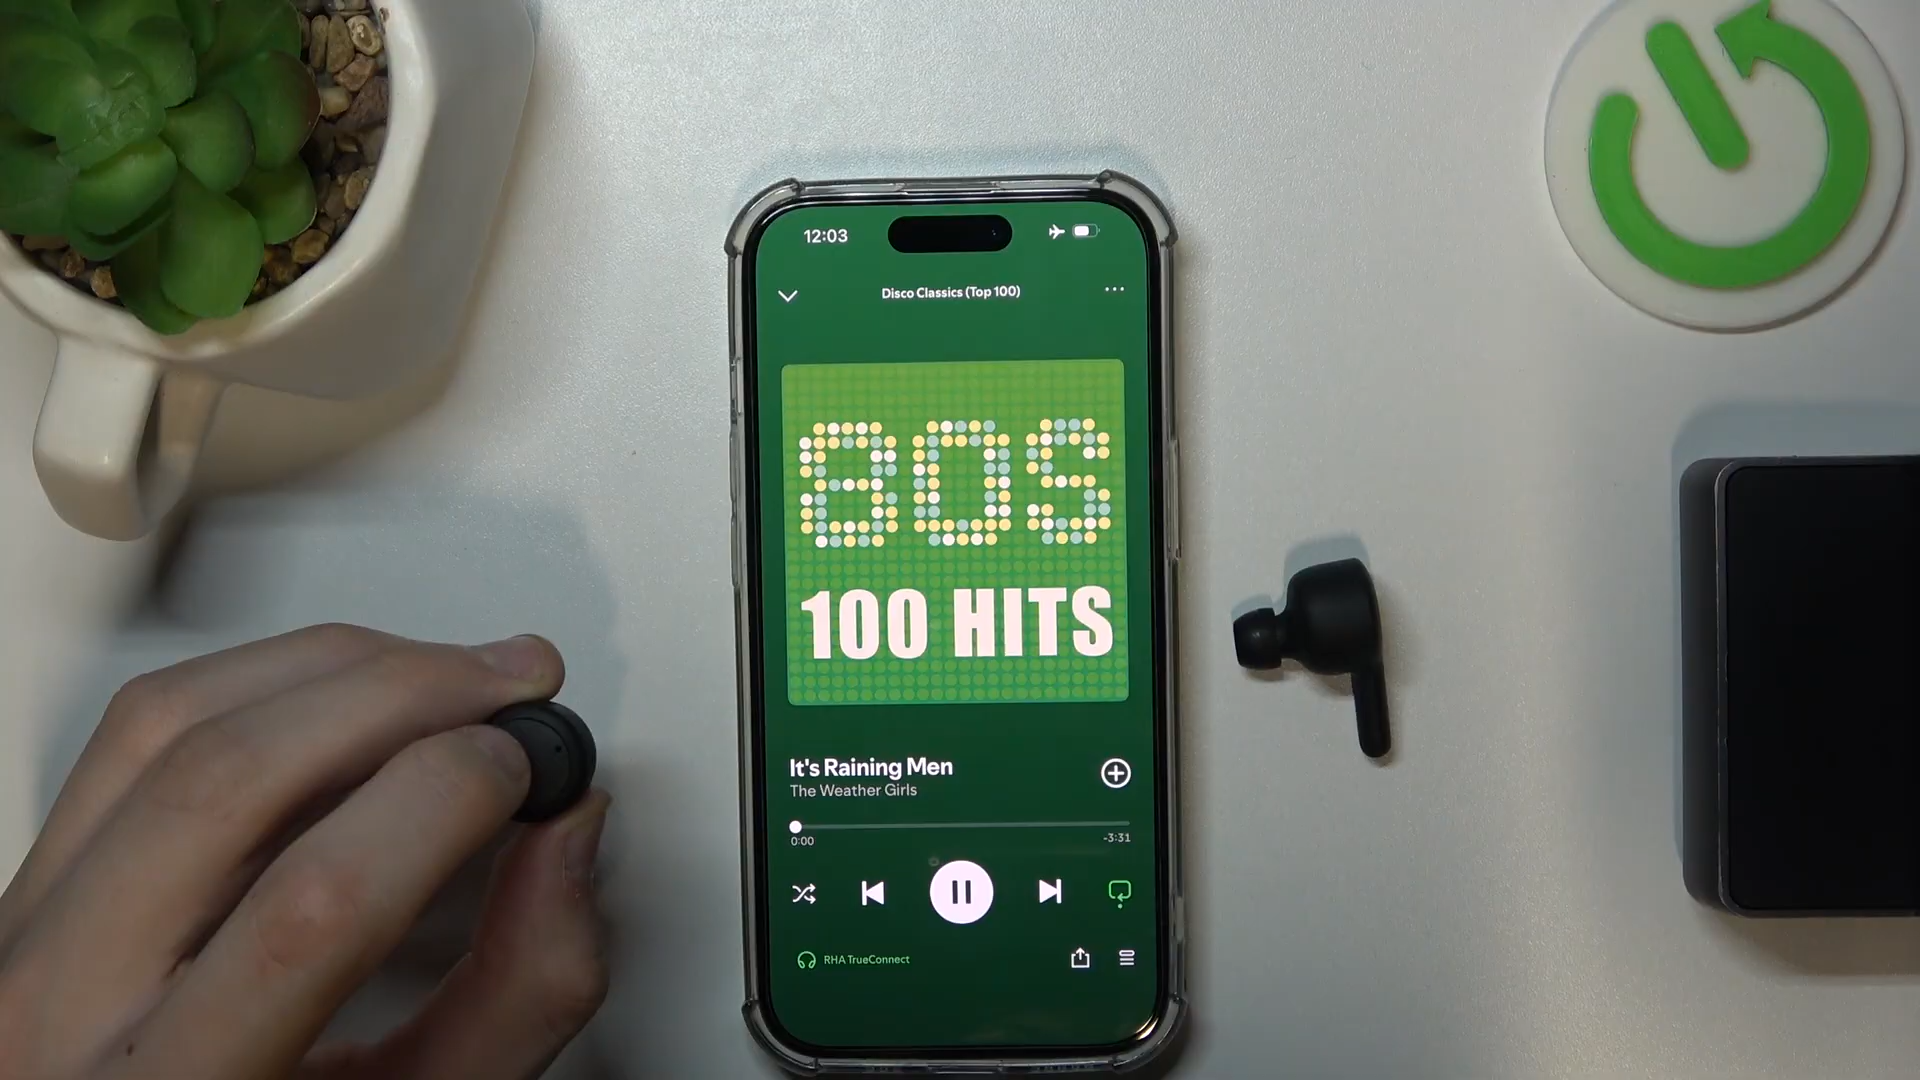 12:03
Disco Classics (Top 100)
80s
100 HITS
It's Raining Men
The Weather Girls
0:00
-3:31
RHA TrueConnect